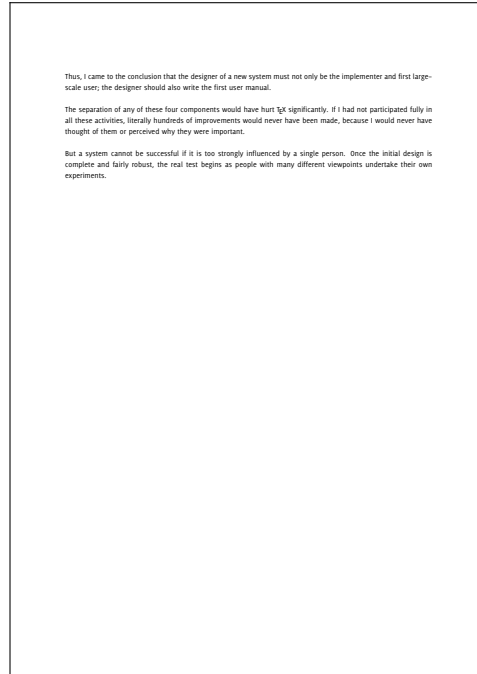 Thus, I came to the conclusion that the designer of a new system must not only be the implementer and first large-
scale user; the designer should also write the first user manual.
The separation of any of these four components would have hurt TEX significantly. If I had not participated fully in
all these activities, literally hundreds of improvements would never have been made, because I would never have
thought of them or perceived why they were important.
But a system cannot be successful if it is too strongly influenced by a single person. Once the initial design is
complete and fairly robust, the real test begins as people with many different viewpoints undertake their own
experiments.